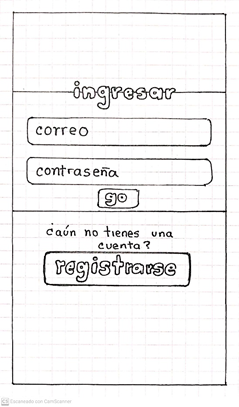 ingresar
correo
contraseña
go
¿aún no tienes una
cuenta?
registrarse
Escaneado con CamScanner